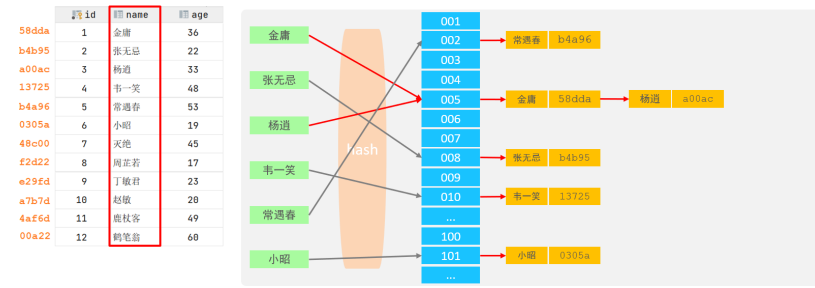 id name age
58dda 1 金庸 36
b4b95 2 张无忌 22
a00ac 3 杨逍 33
13725 4 韦一笑 48
b4a96 5 常遇春 53
0305a 6 小昭 19
48c00 7 灭绝 45
f2d22 8 周芷若 17
e29fd 9 丁敏君 23
a7b7d 10 赵敏 20
4af6d 11 鹿杖客 49
00a22 12 鹤笔翁 60
金庸
张无忌
杨逍
韦一笑
常遇春
小昭
hash
001
002
003
004
005
006
007
008
009
010
...
100
101
...
常遇春 b4a96
金庸 58dda 杨逍 a00ac
张无忌 b4b95
韦一笑 13725
小昭 0305a